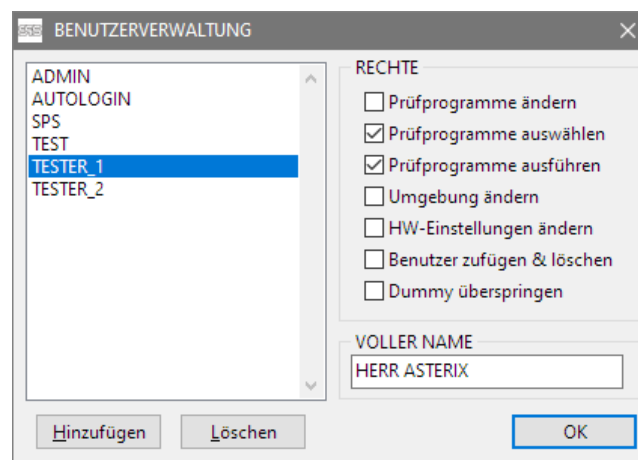 BENUTZERVERWALTUNG
ADMIN
AUTOLOGIN
SPS
TEST
TESTER_1
TESTER_2
RECHTE
Prüfprogramme ändern
Prüfprogramme auswählen
Prüfprogramme ausführen
Umgebung ändern
HW-Einstellungen ändern
Benutzer zufügen & löschen
Dummy überspringen
VOLLER NAME
HERR ASTERIX
Hinzufügen
Löschen
OK